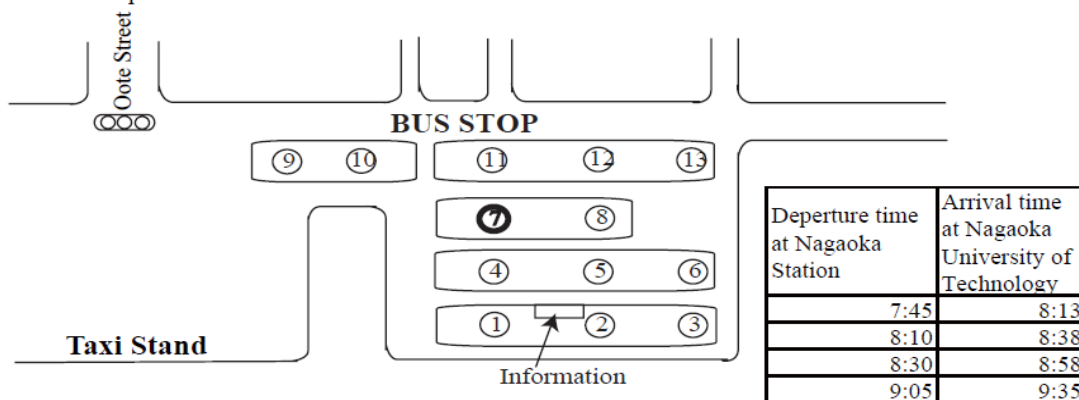 Oote Street
BUS STOP
9 10 11 12 13
7 8
4 5 6
1 2 3
Taxi Stand
Information
Deperture time
at Nagaoka
Station
Arrival time
at Nagaoka
University of
Technology
7:45 8:13
8:10 8:38
8:30 8:58
9:05 9:35